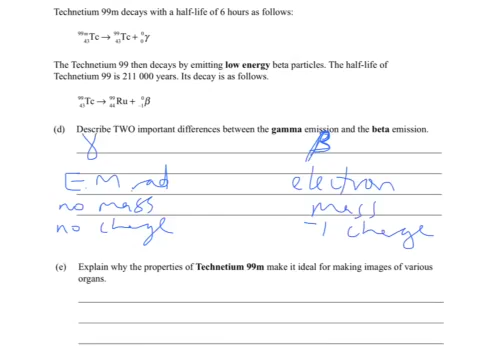 Technetium 99m decays with a half-life of 6 hours as follows:
⁹⁹ᵐ₄₃Tc → ⁹⁹₄₃Tc + ⁰₀γ
The Technetium 99 then decays by emitting low energy beta particles. The half-life of
Technetium 99 is 211 000 years. Its decay is as follows.
⁹⁹₄₃Tc → ⁹⁹₄₄Ru + ⁰₋₁β
(d) Describe TWO important differences between the gamma emission and the beta emission.
γ β
E.M. rad electron
no mass mass
no charge -1 charge
(e) Explain why the properties of Technetium 99m make it ideal for making images of various
organs.